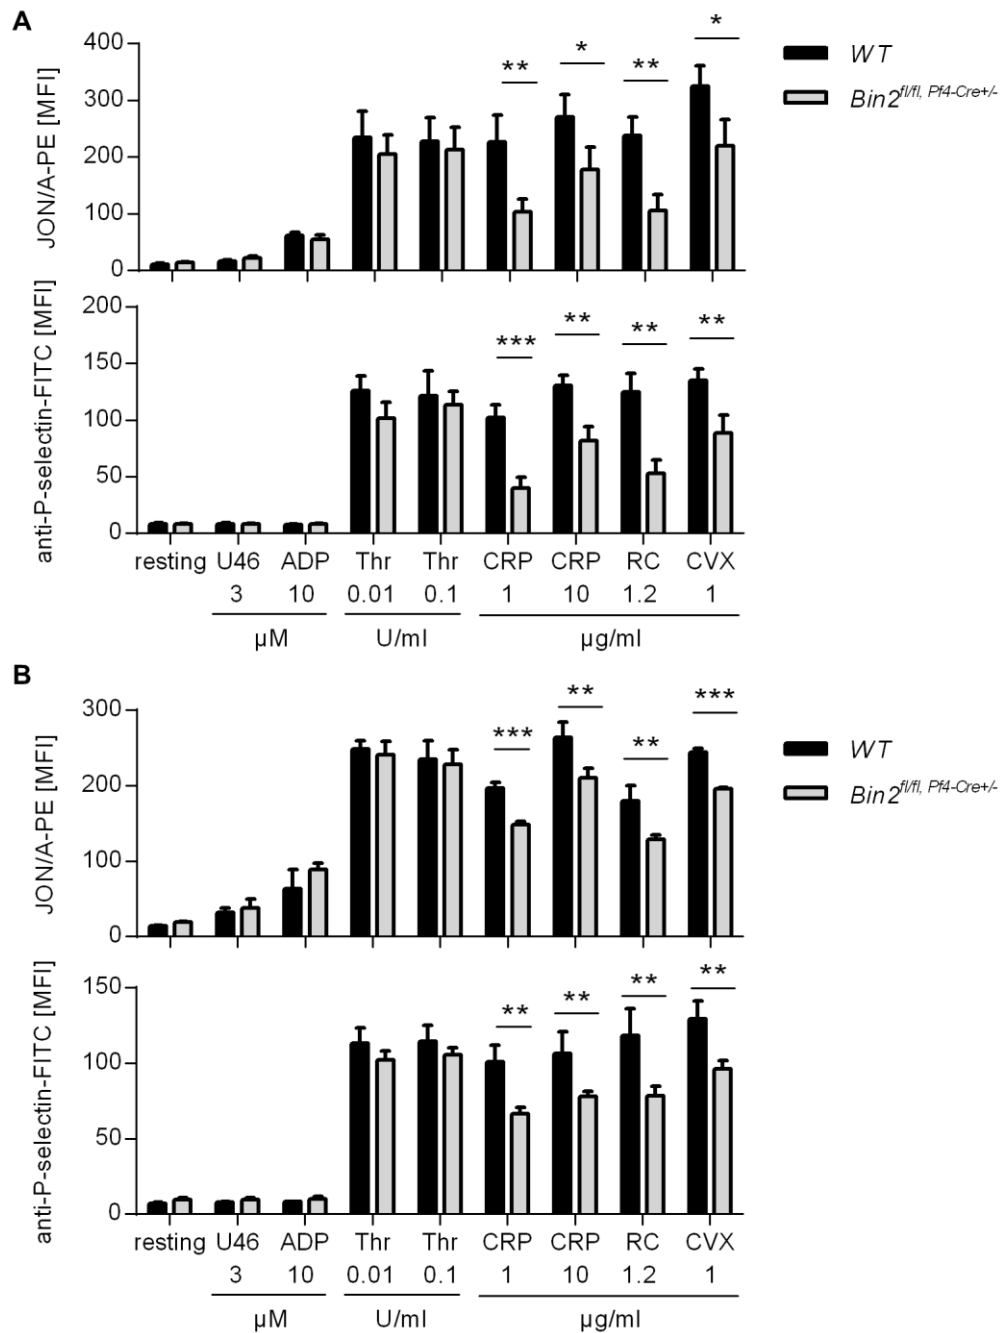 A
JON/A-PE [MFI]
400
300
200
100
0
** * ** *
WT
Bin2fl/fl, Pf4-Cre+/-
anti-P-selectin-FITC [MFI]
200
150
100
50
0
*** ** ** **
resting U46 ADP Thr Thr CRP CRP RC CVX
3 10 0.01 0.1 1 10 1.2 1
µM U/ml µg/ml
B
JON/A-PE [MFI]
300
200
100
0
*** ** ** ***
WT
Bin2fl/fl, Pf4-Cre+/-
anti-P-selectin-FITC [MFI]
150
100
50
0
** ** ** **
resting U46 ADP Thr Thr CRP CRP RC CVX
3 10 0.01 0.1 1 10 1.2 1
µM U/ml µg/ml